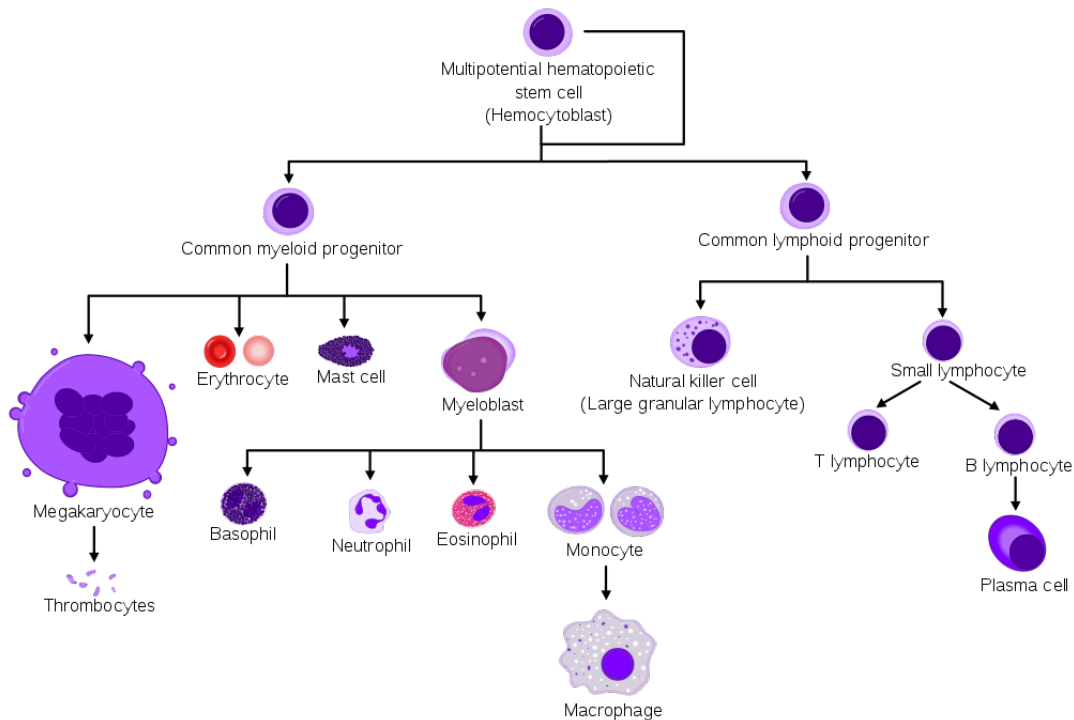 Multipotential hematopoietic
stem cell
(Hemocytoblast)
Common myeloid progenitor
Common lymphoid progenitor
Erythrocyte
Mast cell
Myeloblast
Natural killer cell
(Large granular lymphocyte)
Small lymphocyte
T lymphocyte
B lymphocyte
Megakaryocyte
Basophil
Neutrophil
Eosinophil
Monocyte
Plasma cell
Thrombocytes
Macrophage